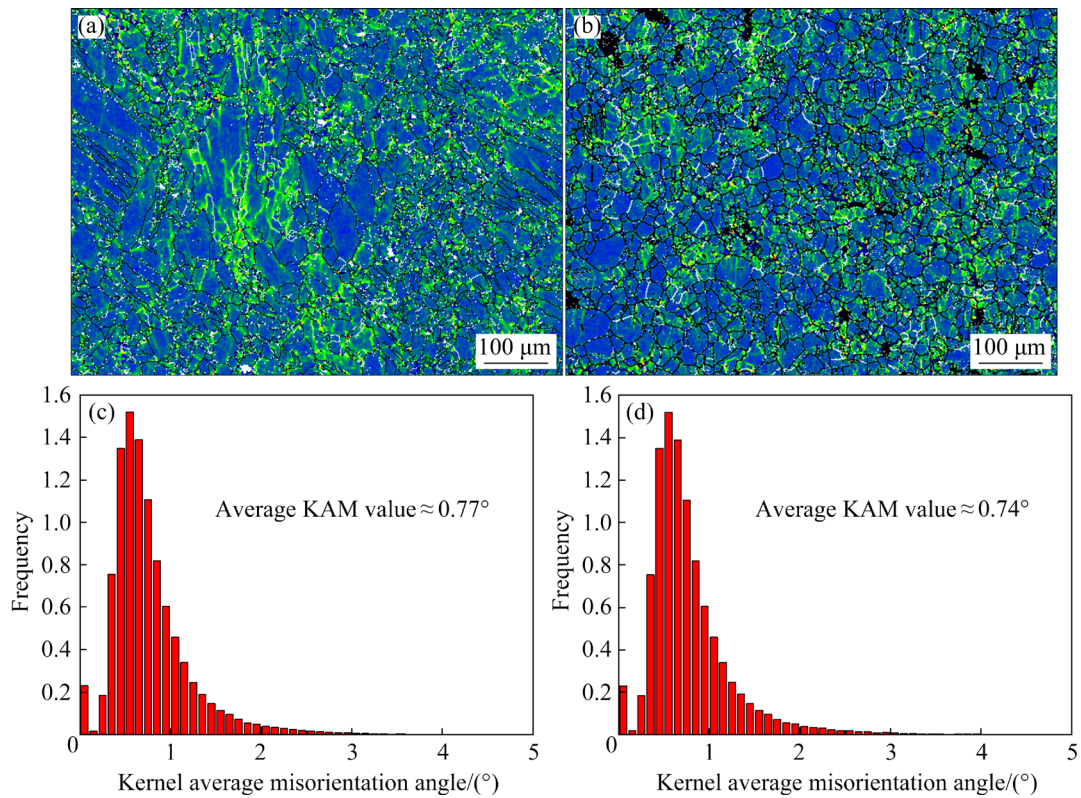 (a)
(b)
100 μm
100 μm
(c)
(d)
1.6
1.4
1.2
1.0
0.8
0.6
0.4
0.2
0
Frequency
Average KAM value≈0.77°
1 2 3 4 5
Kernel average misorientation angle/(°)
1.6
1.4
1.2
1.0
0.8
0.6
0.4
0.2
0
Frequency
Average KAM value≈0.74°
1 2 3 4 5
Kernel average misorientation angle/(°)